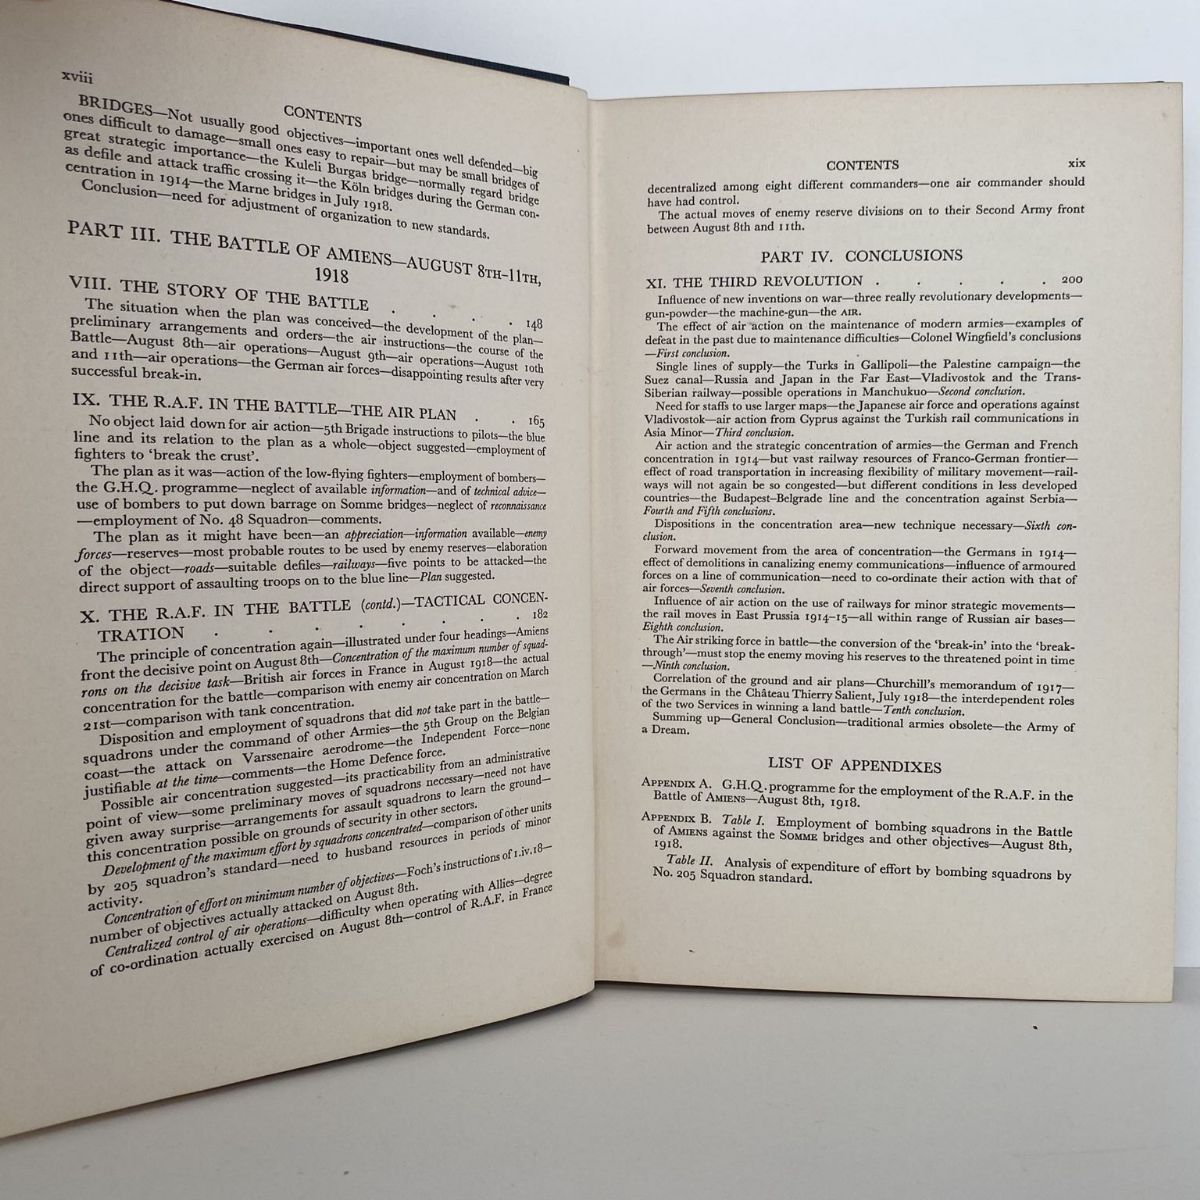 xviii
CONTENTS
BRIDGES—Not usually good objectives—important ones well defended—big
ones difficult to damage—small ones easy to repair—but may be small bridges of
great strategic importance—the Kuleli Burgas bridge—normally regard bridge
as defile and attack traffic crossing it—the Köln bridges during the German con-
centration in 1914—the Marne bridges in July 1918.
Conclusion—need for adjustment of organization to new standards.
PART III. THE BATTLE OF AMIENS—AUGUST 8TH–11TH,
1918
VIII. THE STORY OF THE BATTLE . . . . 148
The situation when the plan was conceived—the development of the plan—
preliminary arrangements and orders—the air instructions—the course of the
Battle—August 8th—air operations—August 9th—air operations—August 10th
and 11th—air operations—the German air forces—disappointing results after very
successful break-in.
IX. THE R.A.F. IN THE BATTLE—THE AIR PLAN . . 165
No object laid down for air action—5th Brigade instructions to pilots—the blue
line and its relation to the plan as a whole—object suggested—employment of
fighters to 'break the crust'.
The plan as it was—action of the low-flying fighters—employment of bombers—
the G.H.Q. programme—neglect of available information—and of technical advice—
use of bombers to put down barrage on Somme bridges—neglect of reconnaissance
—employment of No. 48 Squadron—comments.
The plan as it might have been—an appreciation—information available—enemy
forces—reserves—most probable routes to be used by enemy reserves—elaboration
of the object—roads—suitable defiles—railways—five points to be attacked—the
direct support of assaulting troops on to the blue line—Plan suggested.
X. THE R.A.F. IN THE BATTLE (contd.)—TACTICAL CONCEN-
TRATION . . . . . . . 182
The principle of concentration again—illustrated under four headings—Amiens
front the decisive point on August 8th—Concentration of the maximum number of squad-
rons on the decisive task—British air forces in France in August 1918—the actual
concentration for the battle—comparison with enemy air concentration on March
21st—comparison with tank concentration.
Disposition and employment of squadrons that did not take part in the battle—
squadrons under the command of other Armies—the 5th Group on the Belgian
coast—the attack on Varssenaire aerodrome—the Independent Force—none
justifiable at the time—comments—the Home Defence force.
Possible air concentration suggested—its practicability from an administrative
point of view—some preliminary moves of squadrons necessary—need not have
given away surprise—arrangements for assault squadrons to learn the ground—
this concentration possible on grounds of security in other sectors.
Development of the maximum effort by squadrons concentrated—comparison of other units
by 205 squadron's standard—need to husband resources in periods of minor
activity.
Concentration of effort on minimum number of objectives—Foch's instructions of 1.iv.18—
number of objectives actually attacked on August 8th.
Centralized control of air operations—difficulty when operating with Allies—degree
of co-ordination actually exercised on August 8th—control of R.A.F. in France
CONTENTS xix
decentralized among eight different commanders—one air commander should
have had control.
The actual moves of enemy reserve divisions on to their Second Army front
between August 8th and 11th.
PART IV. CONCLUSIONS
XI. THE THIRD REVOLUTION . . . . . 200
Influence of new inventions on war—three really revolutionary developments—
gun-powder—the machine-gun—the AIR.
The effect of air action on the maintenance of modern armies—examples of
defeat in the past due to maintenance difficulties—Colonel Wingfield's conclusions
—First conclusion.
Single lines of supply—the Turks in Gallipoli—the Palestine campaign—the
Suez canal—Russia and Japan in the Far East—Vladivostok and the Trans-
Siberian railway—possible operations in Manchukuo—Second conclusion.
Need for staffs to use larger maps—the Japanese air force and operations against
Vladivostok—air action from Cyprus against the Turkish rail communications in
Asia Minor—Third conclusion.
Air action and the strategic concentration of armies—the German and French
concentration in 1914—but vast railway resources of Franco-German frontier—
effect of road transportation in increasing flexibility of military movement—rail-
ways will not again be so congested—but different conditions in less developed
countries—the Budapest–Belgrade line and the concentration against Serbia—
Fourth and Fifth conclusions.
Dispositions in the concentration area—new technique necessary—Sixth con-
clusion.
Forward movement from the area of concentration—the Germans in 1914—
effect of demolitions in canalizing enemy communications—influence of armoured
forces on a line of communication—need to co-ordinate their action with that of
air forces—Seventh conclusion.
Influence of air action on the use of railways for minor strategic movements—
the rail moves in East Prussia 1914–15—all within range of Russian air bases—
Eighth conclusion.
The Air striking force in battle—the conversion of the 'break-in' into the 'break-
through'—must stop the enemy moving his reserves to the threatened point in time
—Ninth conclusion.
Correlation of the ground and air plans—Churchill's memorandum of 1917—
the Germans in the Château Thierry Salient, July 1918—the interdependent roles
of the two Services in winning a land battle—Tenth conclusion.
Summing up—General Conclusion—traditional armies obsolete—the Army of
a Dream.
LIST OF APPENDIXES
APPENDIX A. G.H.Q. programme for the employment of the R.A.F. in the
Battle of AMIENS—August 8th, 1918.
APPENDIX B. Table I. Employment of bombing squadrons in the Battle
of AMIENS against the SOMME bridges and other objectives—August 8th,
1918.
Table II. Analysis of expenditure of effort by bombing squadrons by
No. 205 Squadron standard.